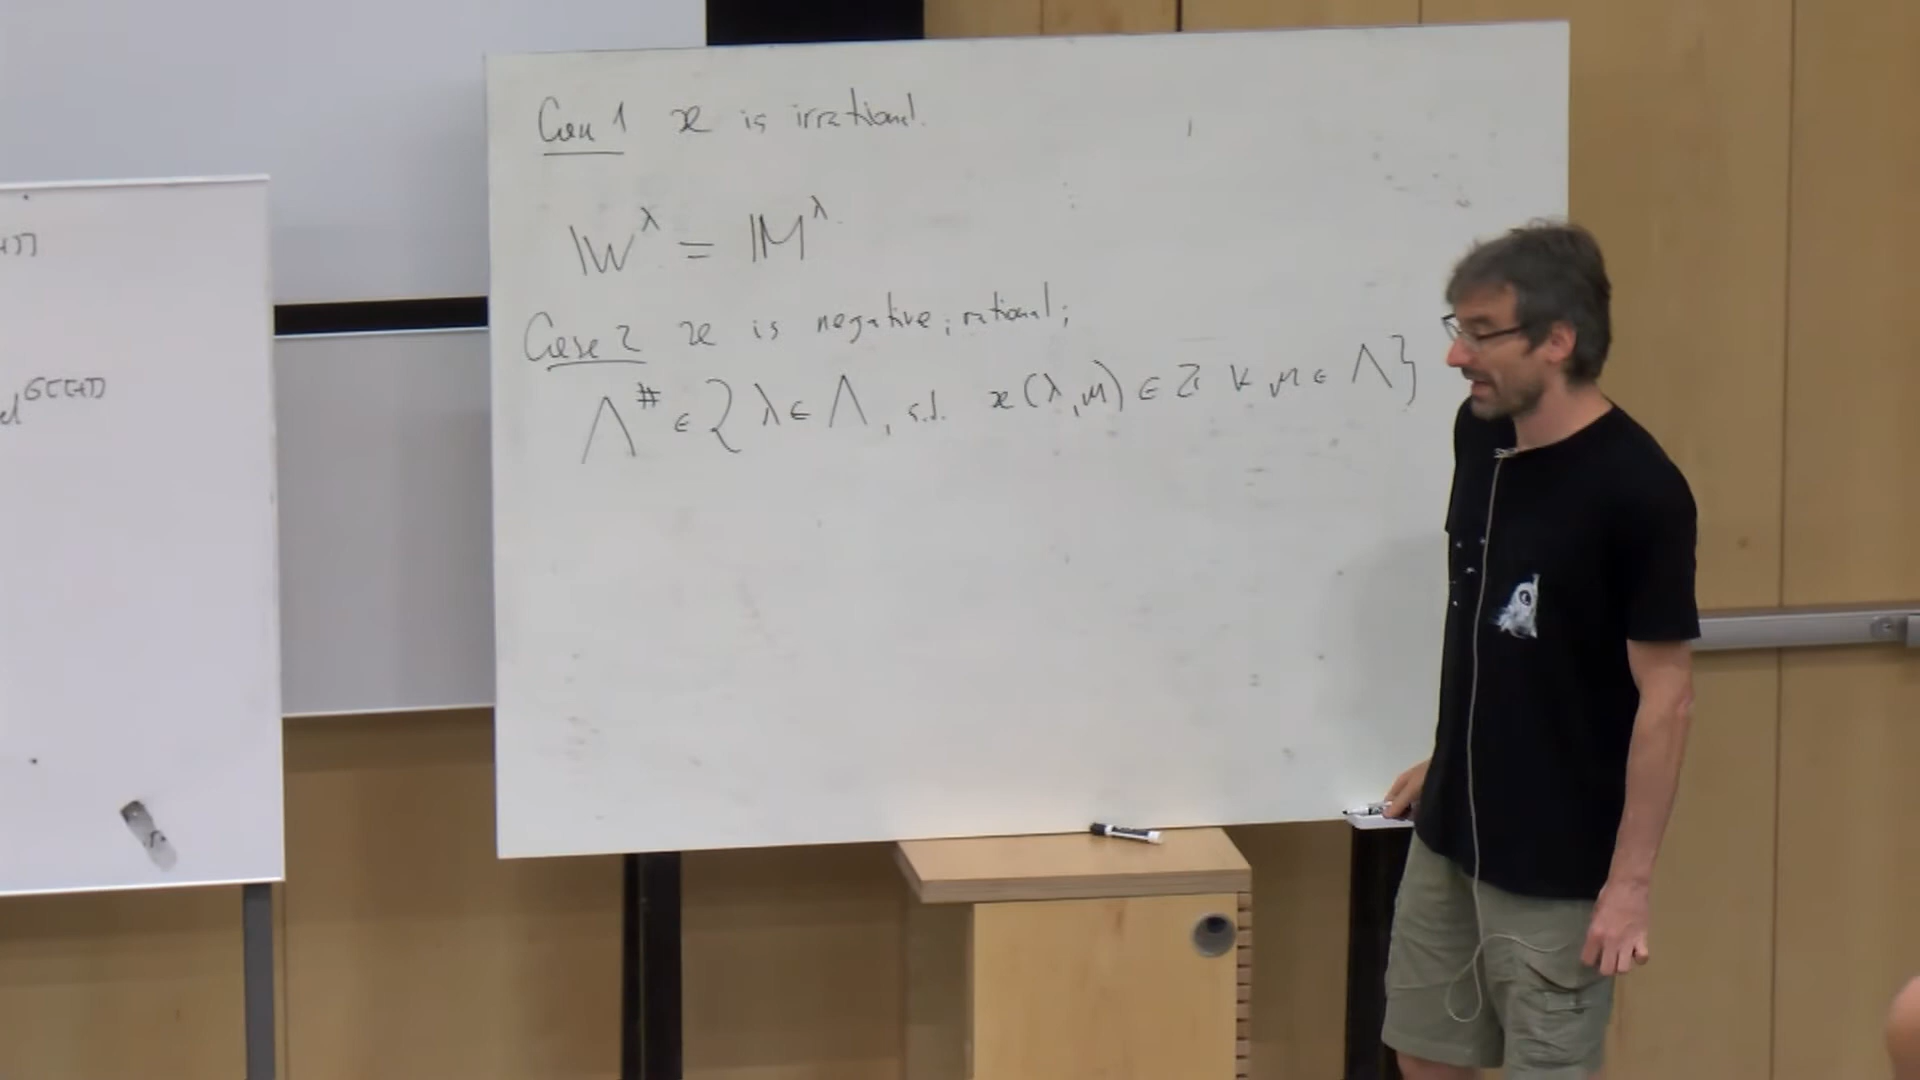 Case 1 ϰ is irrational.
𝕎^λ = 𝕄^λ.
Case 2 ϰ is negative, rational;
Λ^# ∈ { λ ∈ Λ, s.t. ϰ(λ,μ) ∈ ℤ ∀ μ ∈ Λ }